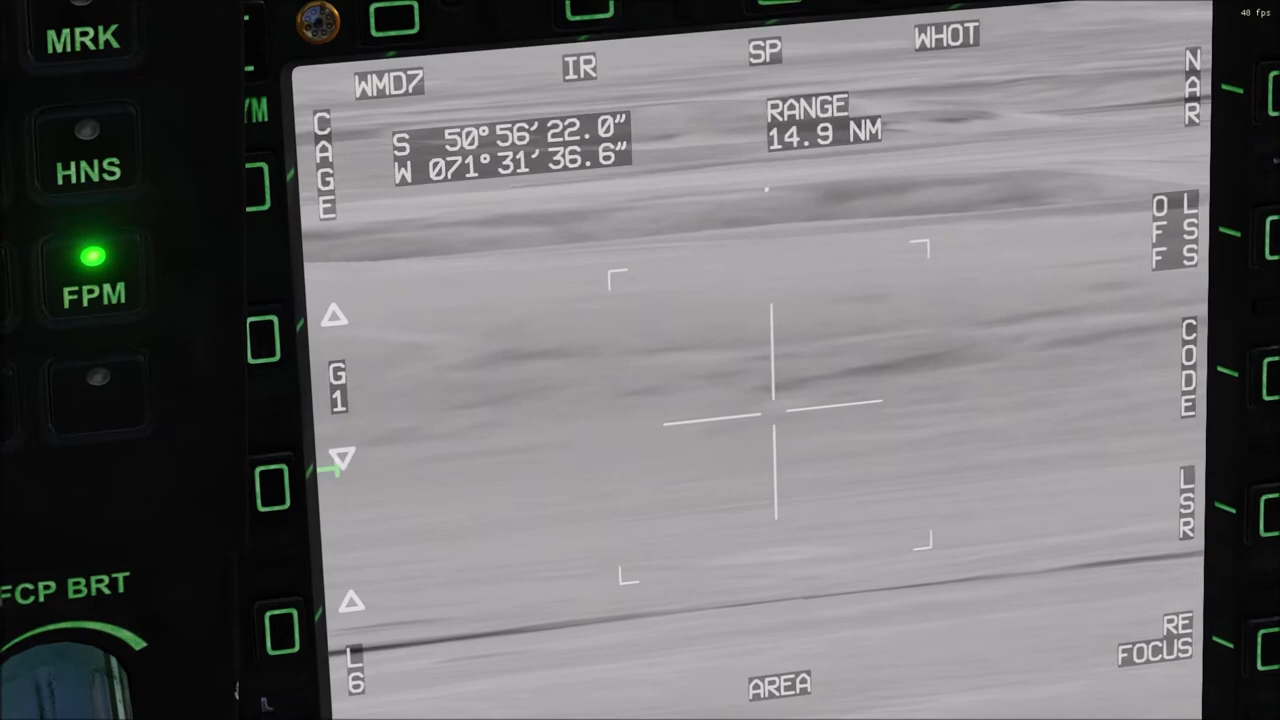 48 fps
MRK
WMD7
IR
SP
WHOT
NAR
YM
CAGE
S 50°56′22.0″
W 071°31′36.6″
RANGE
14.9 NM
HNS
OFF
LSS
FPM
G1
CODE
LSR
FCP BRT
RE
FOCUS
L6
AREA